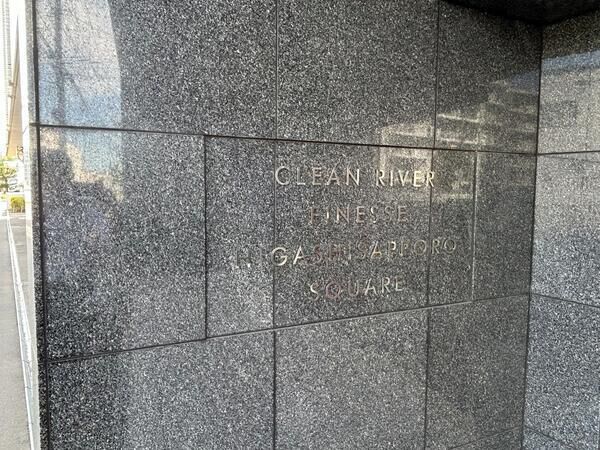 CLEAN RIVER
FINESSE
HIGASHISAPPORO
SQUARE